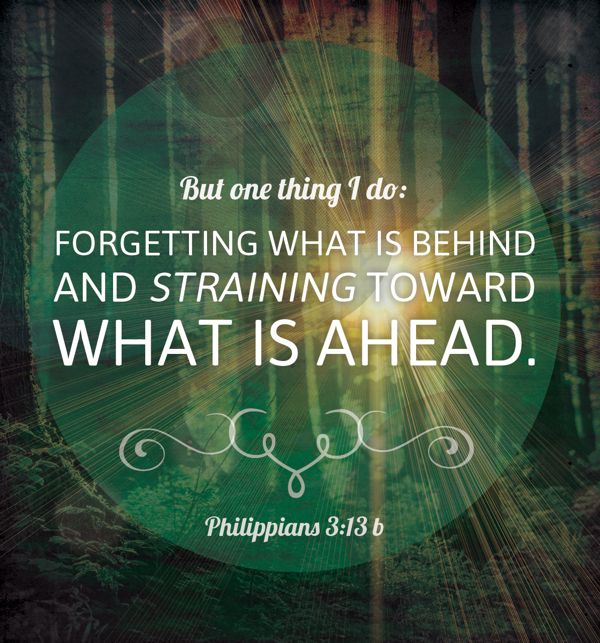 But one thing I do:
FORGETTING WHAT IS BEHIND
AND STRAINING TOWARD
WHAT IS AHEAD.
Philippians 3:13 b